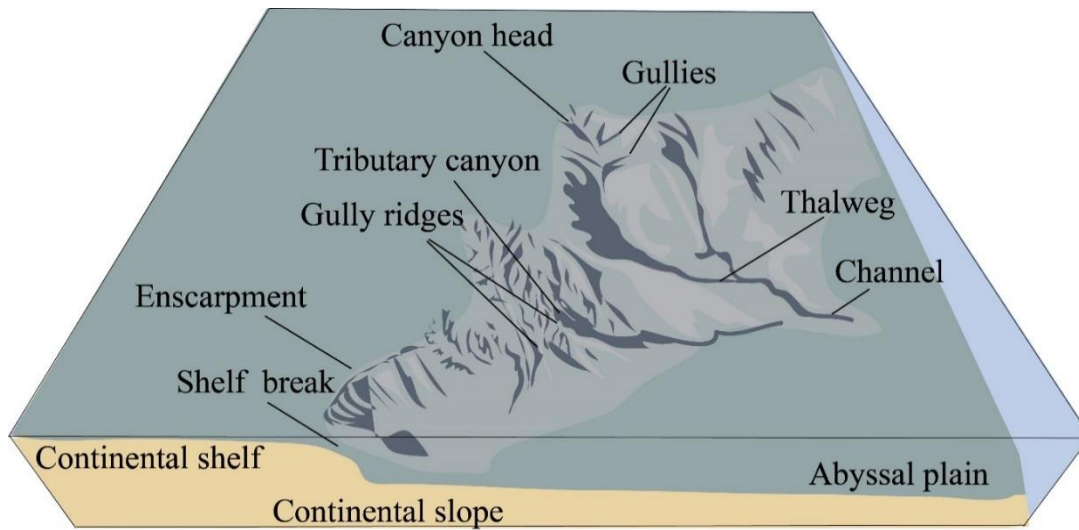 Canyon head
Gullies
Tributary canyon
Gully ridges
Thalweg
Channel
Enscarpment
Shelf break
Continental shelf
Abyssal plain
Continental slope